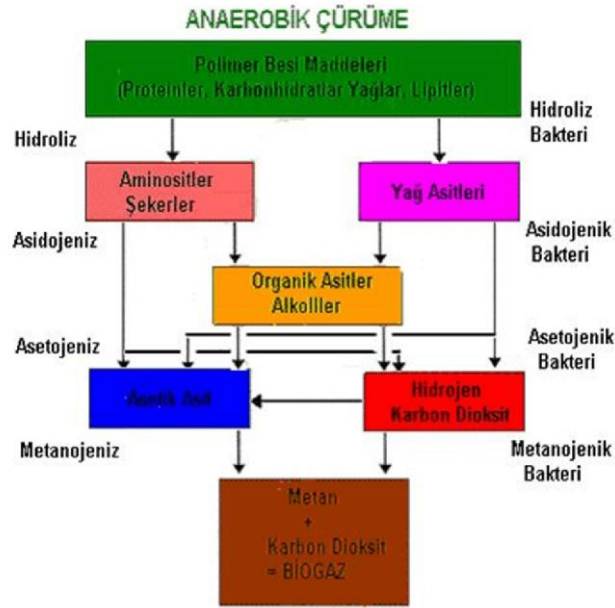 ANAEROBİK ÇÜRÜME
Polimer Besi Maddeleri
(Proteinler, Karbonhidratlar Yağlar, Lipitler)
Hidroliz
Hidroliz
Bakteri
Aminositler
Şekerler
Yağ Asitleri
Asidojeniz
Asidojenik
Bakteri
Organik Asitler
Alkolller
Asetojeniz
Asetojenik
Bakteri
Asetik Asit
Hidrojen
Karbon Dioksit
Metanojeniz
Metanojenik
Bakteri
Metan
+
Karbon Dioksit
= BİOGAZ